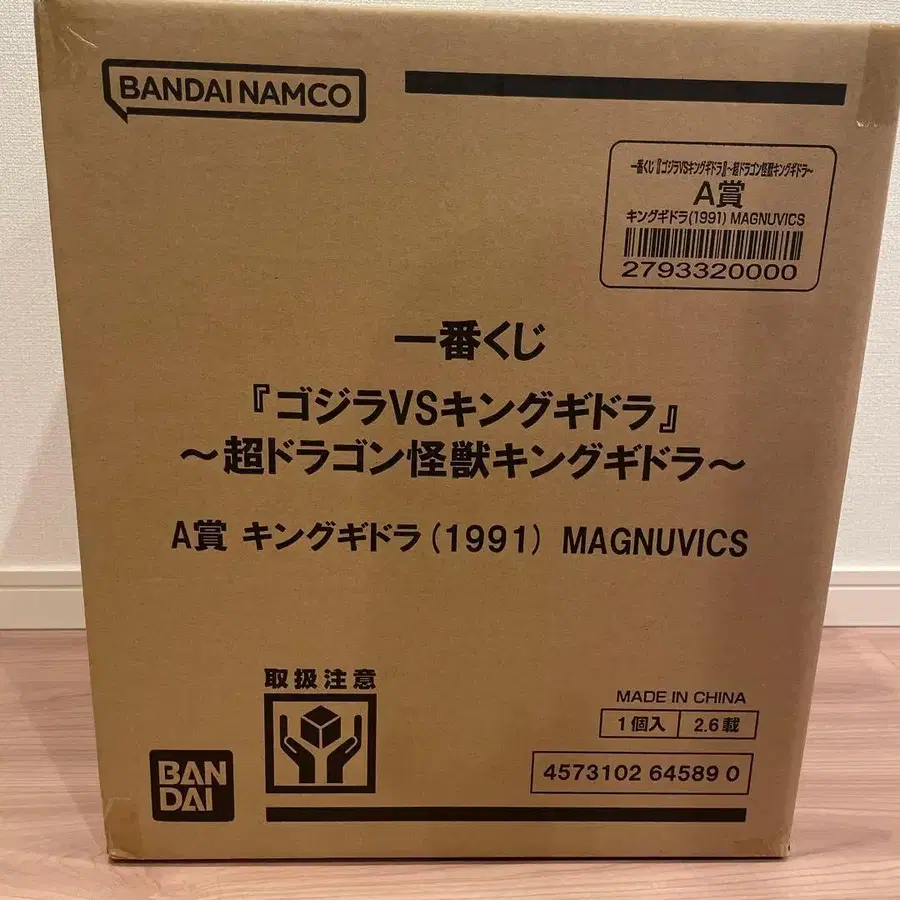 BANDAI NAMCO
一番くじ『ゴジラVSキングギドラ』～超ドラゴン怪獣キングギドラ～
A賞
キングギドラ(1991) MAGNUVICS
2793320000
一番くじ
『ゴジラVSキングギドラ』
～超ドラゴン怪獣キングギドラ～
A賞 キングギドラ(1991) MAGNUVICS
取扱注意
MADE IN CHINA
1個入 2.6載
4573102 64589 0
BAN
DAI